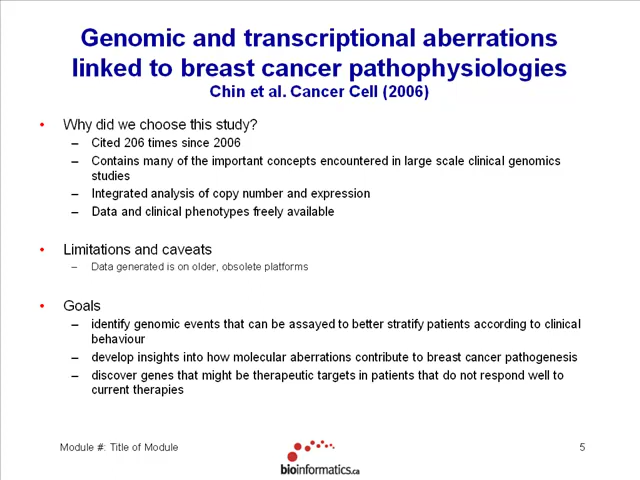 Genomic and transcriptional aberrations
linked to breast cancer pathophysiologies
Chin et al. Cancer Cell (2006)
• Why did we choose this study?
– Cited 206 times since 2006
– Contains many of the important concepts encountered in large scale clinical genomics
studies
– Integrated analysis of copy number and expression
– Data and clinical phenotypes freely available
• Limitations and caveats
– Data generated is on older, obsolete platforms
• Goals
– identify genomic events that can be assayed to better stratify patients according to clinical
behaviour
– develop insights into how molecular aberrations contribute to breast cancer pathogenesis
– discover genes that might be therapeutic targets in patients that do not respond well to
current therapies
Module #: Title of Module
bioinformatics.ca
5